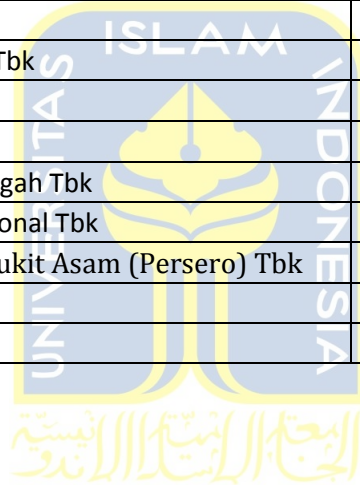 ISLAM
UNIVERSITAS
INDONESIA
Tbk
gah Tbk
onal Tbk
ukit Asam (Persero) Tbk